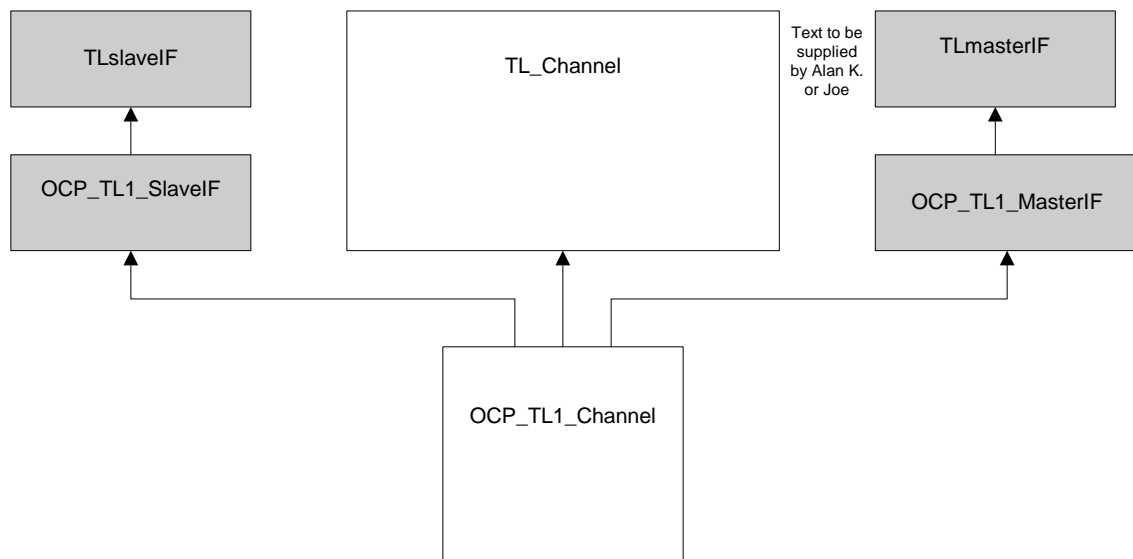 TLslaveIF
TL_Channel
Text to be
supplied
by Alan K.
or Joe
TLmasterIF
OCP_TL1_SlaveIF
OCP_TL1_MasterIF
OCP_TL1_Channel